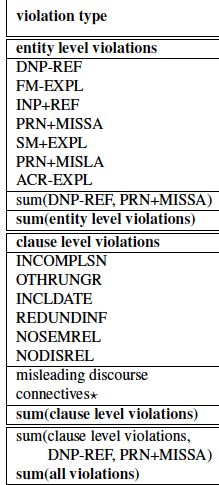 violation type
entity level violations
DNP-REF
FM-EXPL
INP+REF
PRN+MISSA
SM+EXPL
PRN+MISLA
ACR-EXPL
sum(DNP-REF, PRN+MISSA)
sum(entity level violations)
clause level violations
INCOMPLSN
OTHRUNGR
INCLDATE
REDUNDINF
NOSEMREL
NODISREL
misleading discourse
connectives⋆
sum(clause level violations)
sum(clause level violations,
DNP-REF, PRN+MISSA)
sum(all violations)